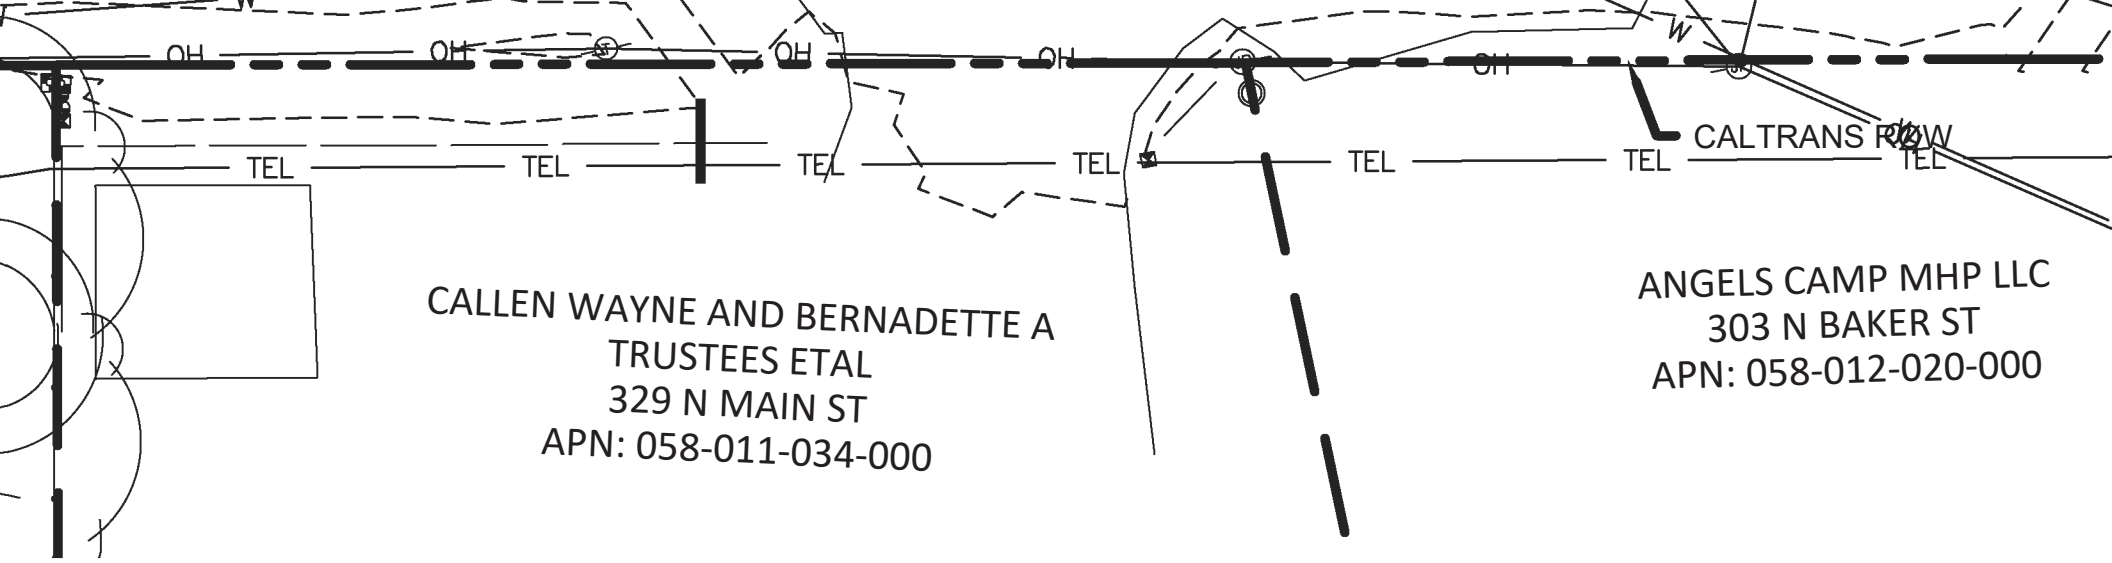 W
W
OH OH OH OH OH
CALTRANS ROW
TEL TEL TEL TEL TEL TEL TEL
CALLEN WAYNE AND BERNADETTE A
TRUSTEES ETAL
329 N MAIN ST
APN: 058-011-034-000
ANGELS CAMP MHP LLC
303 N BAKER ST
APN: 058-012-020-000